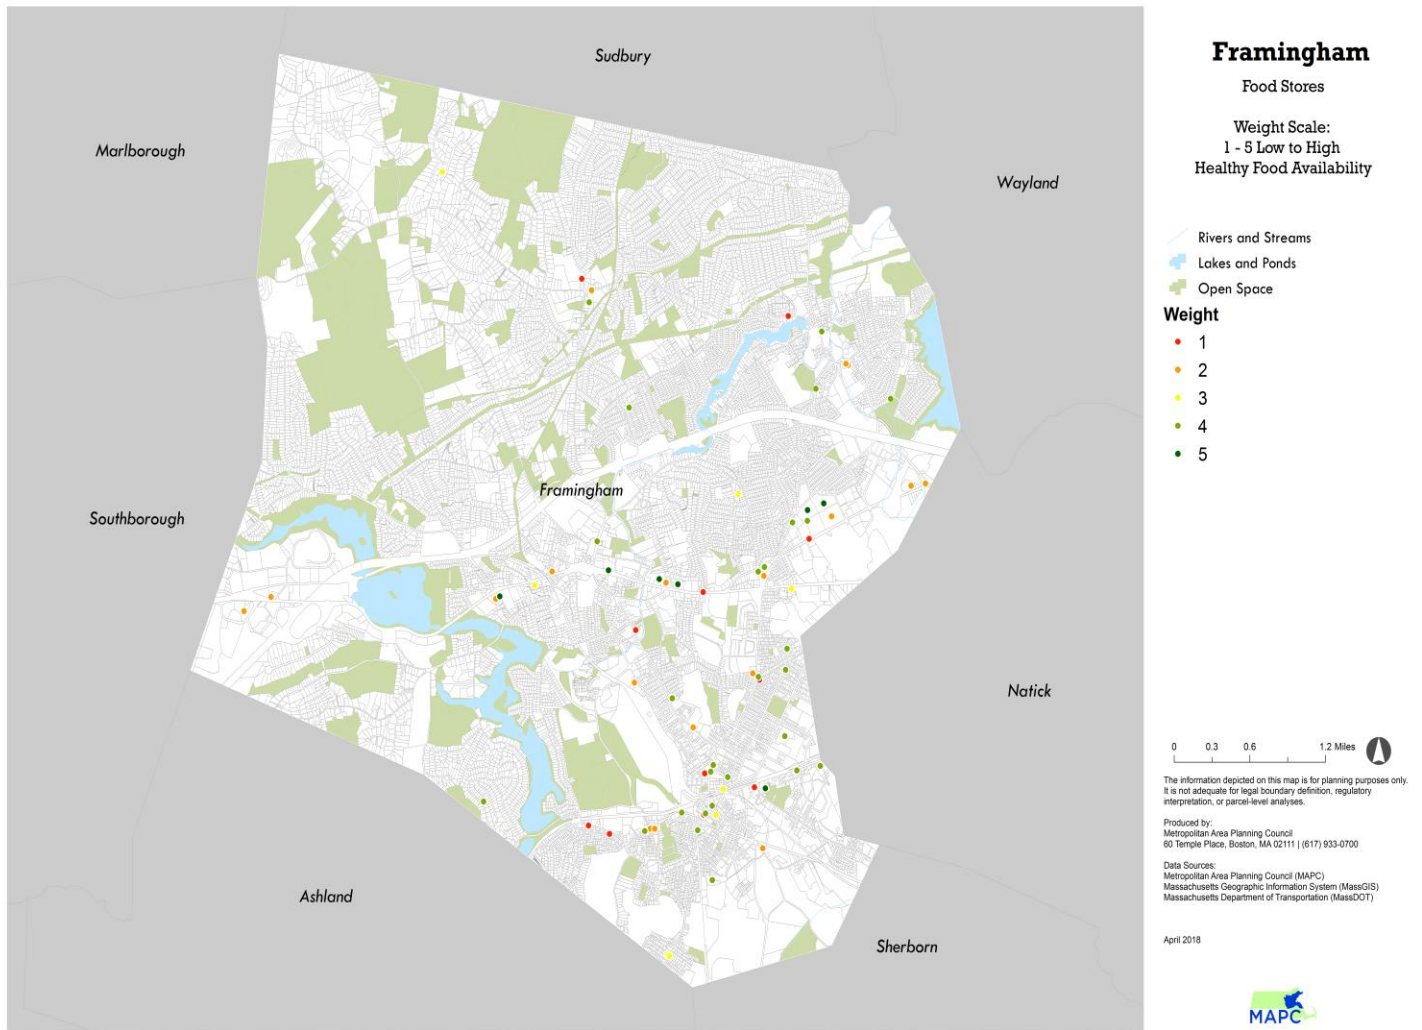 Framingham
Food Stores
Weight Scale:
1 - 5 Low to High
Healthy Food Availability
Sudbury
Marlborough
Wayland
Rivers and Streams
Lakes and Ponds
Open Space
Weight
1
2
3
4
5
Framingham
Southborough
Natick
0 0.3 0.6 1.2 Miles
The information depicted on this map is for planning purposes only.
It is not adequate for legal boundary definition, regulatory
interpretation, or parcel-level analyses.
Produced by:
Metropolitan Area Planning Council
60 Temple Place, Boston, MA 02111 | (617) 933-0700
Data Sources:
Metropolitan Area Planning Council (MAPC)
Massachusetts Geographic Information System (MassGIS)
Massachusetts Department of Transportation (MassDOT)
Ashland
Sherborn
April 2018
MAPC